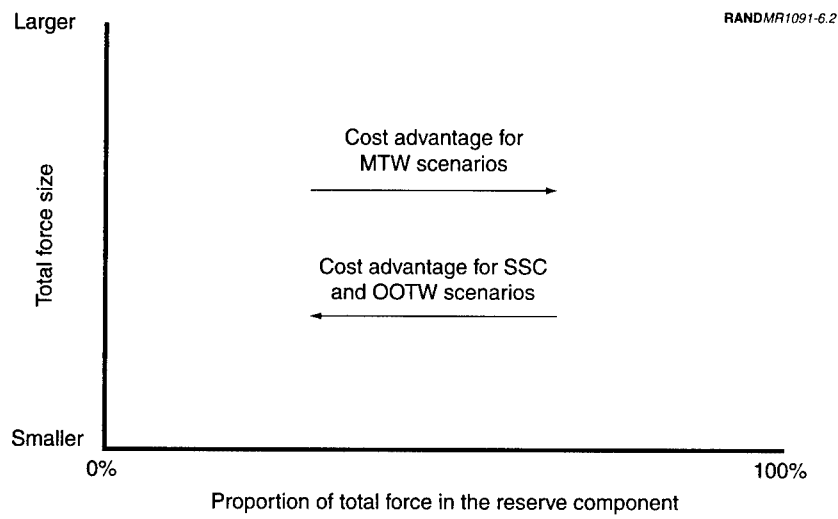 Larger
RANDMR1091-6.2
Cost advantage for
MTW scenarios
Total force size
Cost advantage for SSC
and OOTW scenarios
Smaller
0%
100%
Proportion of total force in the reserve component